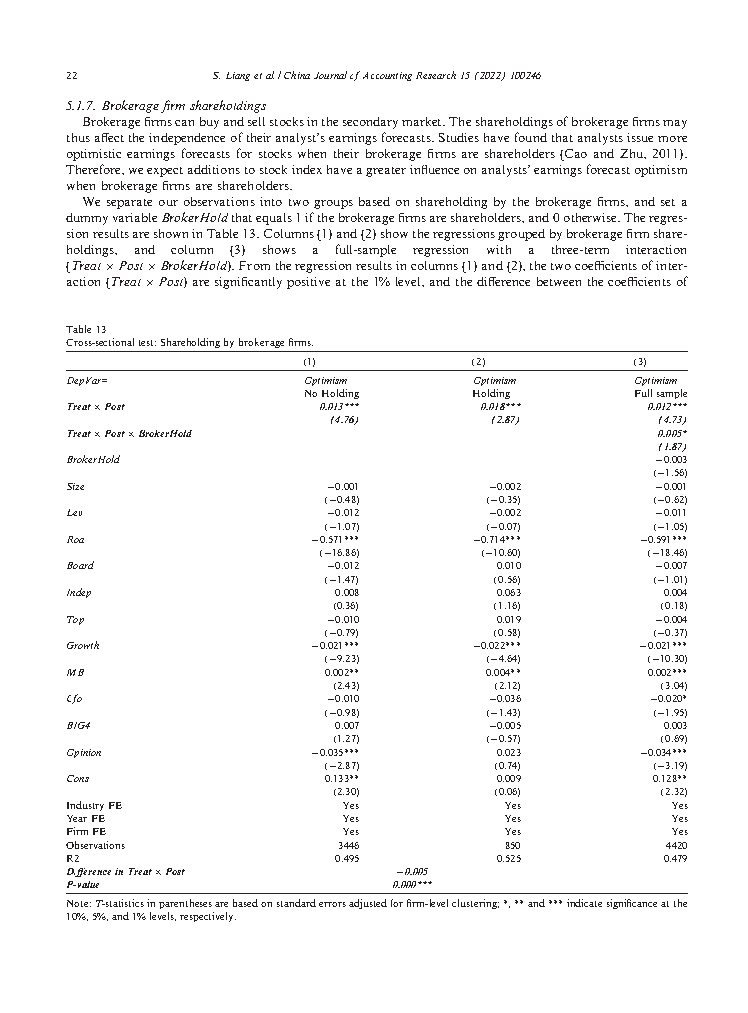 22 S. Liang et al. / China Journal of Accounting Research 15 (2022) 100246
5.1.7. Brokerage firm shareholdings
Brokerage firms can buy and sell stocks in the secondary market. The shareholdings of brokerage firms may
thus affect the independence of their analyst's earnings forecasts. Studies have found that analysts issue more
optimistic earnings forecasts for stocks when their brokerage firms are shareholders (Cao and Zhu, 2011).
Therefore, we expect additions to stock index have a greater influence on analysts' earnings forecast optimism
when brokerage firms are shareholders.
We separate our observations into two groups based on shareholding by the brokerage firms, and set a
dummy variable BrokerHold that equals 1 if the brokerage firms are shareholders, and 0 otherwise. The regres-
sion results are shown in Table 13. Columns (1) and (2) show the regressions grouped by brokerage firm share-
holdings, and column (3) shows a full-sample regression with a three-term interaction
(Treat × Post × BrokerHold). From the regression results in columns (1) and (2), the two coefficients of inter-
action (Treat × Post) are significantly positive at the 1% level, and the difference between the coefficients of
Table 13
Cross-sectional test: Shareholding by brokerage firms.
(1) (2) (3)
DepVar= Optimism Optimism Optimism
No Holding Holding Full sample
Treat × Post 0.013*** 0.018*** 0.012***
(4.76) (2.87) (4.73)
Treat × Post × BrokerHold 0.005*
(1.87)
BrokerHold −0.003
(−1.56)
Size −0.001 −0.002 −0.001
(−0.48) (−0.35) (−0.62)
Lev −0.012 −0.002 −0.011
(−1.07) (−0.07) (−1.05)
Roa −0.571*** −0.714*** −0.591***
(−16.86) (−10.60) (−18.46)
Board −0.012 0.010 −0.007
(−1.47) (0.56) (−1.01)
Indep 0.008 0.063 0.004
(0.36) (1.16) (0.18)
Top −0.010 0.019 −0.004
(−0.79) (0.58) (−0.37)
Growth −0.021*** −0.022*** −0.021***
(−9.23) (−4.64) (−10.30)
MB 0.002** 0.004** 0.002***
(2.43) (2.12) (3.04)
Cfo −0.010 −0.036 −0.020*
(−0.98) (−1.43) (−1.95)
BIG4 0.007 −0.005 0.003
(1.27) (−0.57) (0.69)
Opinion −0.035*** 0.023 −0.034***
(−2.87) (0.74) (−3.19)
Cons 0.133** 0.009 0.128**
(2.30) (0.06) (2.32)
Industry FE Yes Yes Yes
Year FE Yes Yes Yes
Firm FE Yes Yes Yes
Observations 3446 850 4420
R2 0.495 0.525 0.479
Difference in Treat × Post −0.005
P-value 0.000***
Note: T-statistics in parentheses are based on standard errors adjusted for firm-level clustering; *, ** and *** indicate significance at the
10%, 5%, and 1% levels, respectively.